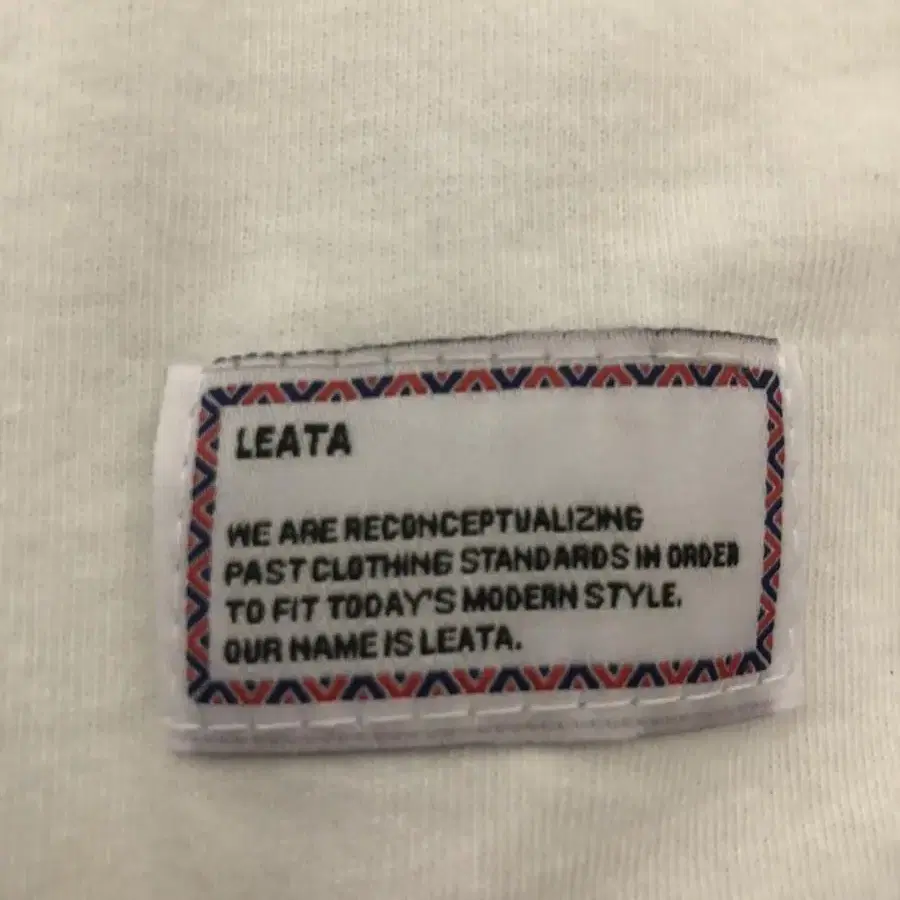 LEATA
WE ARE RECONCEPTUALIZING
PAST CLOTHING STANDARDS IN ORDER
TO FIT TODAY'S MODERN STYLE.
OUR NAME IS LEATA.